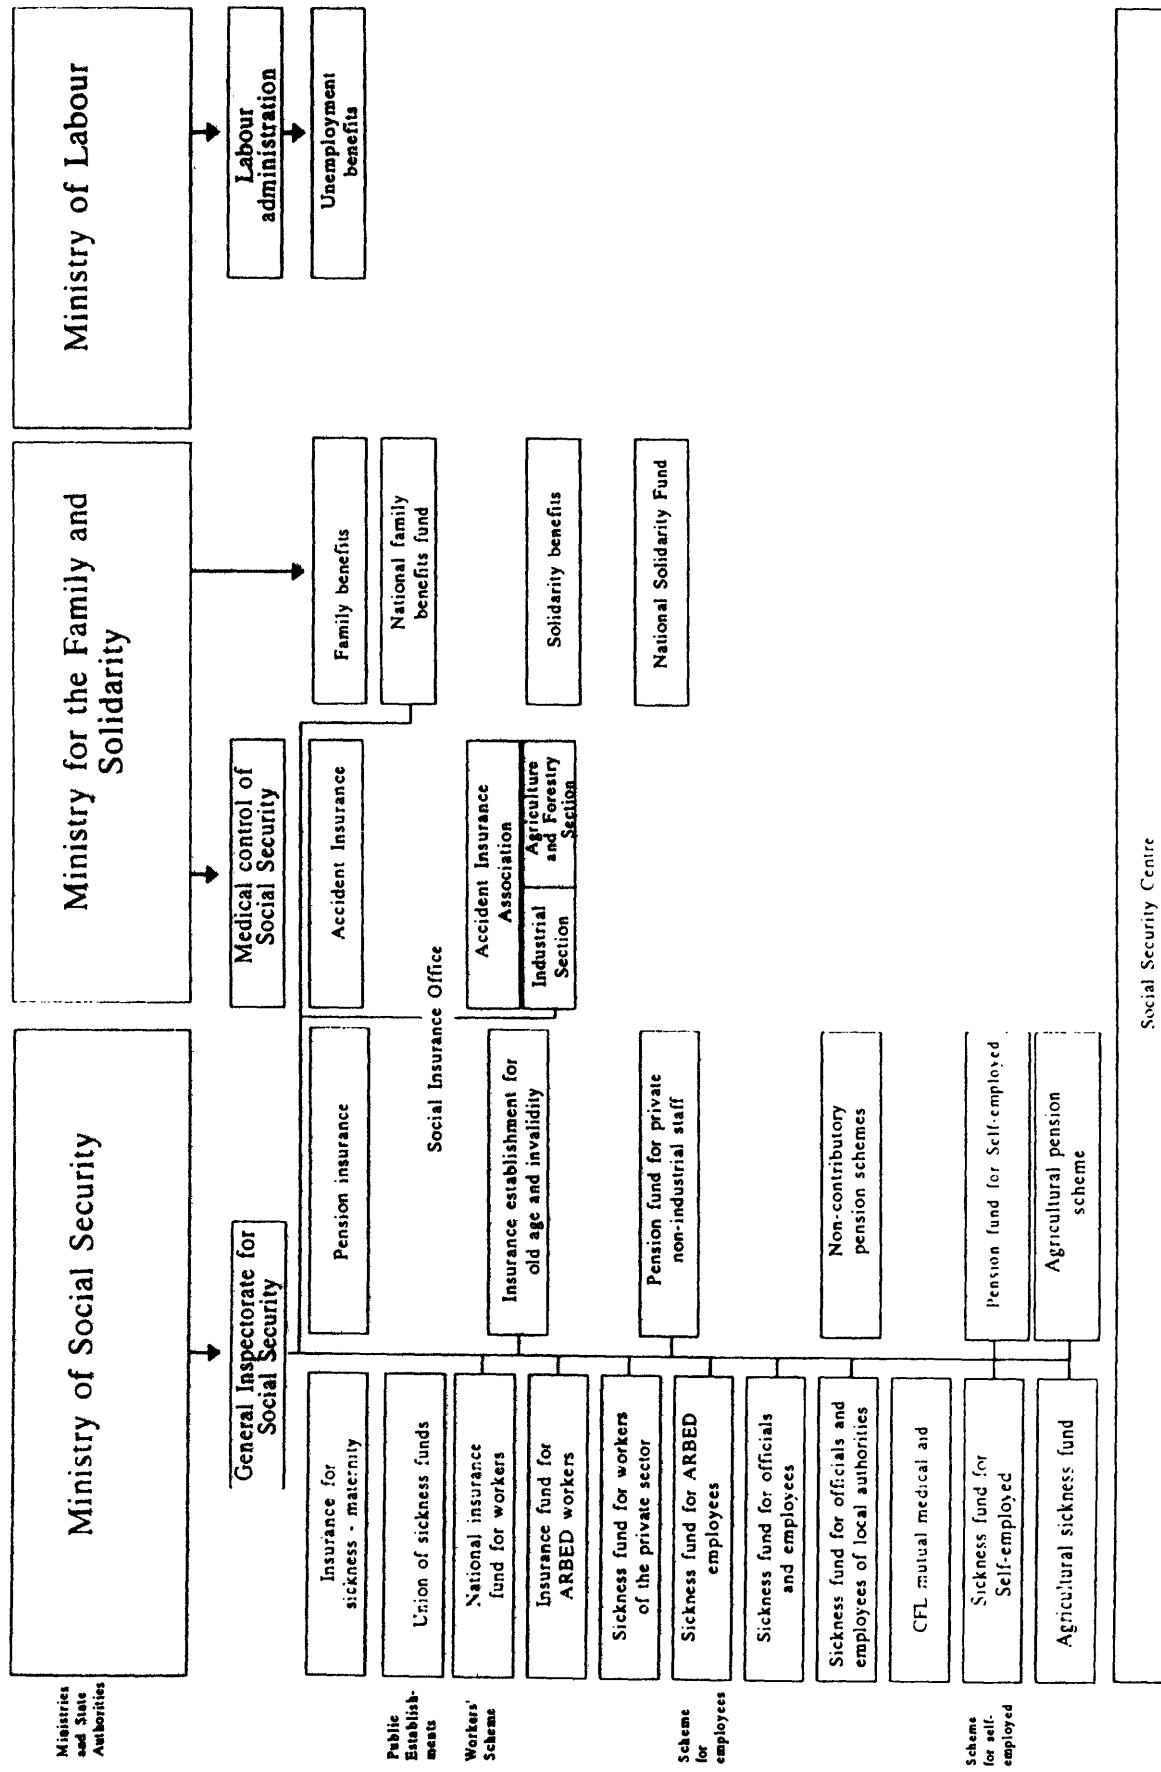 Ministries
and State
Authorities
Ministry of Social Security
Ministry for the Family and
Solidarity
Ministry of Labour
General Inspectorate for
Social Security
Medical control of
Social Security
Labour
administration
Insurance for
sickness - maternity
Pension insurance
Accident Insurance
Family benefits
Unemployment
benefits
Public
Establish-
ments
Union of sickness funds
Social Insurance Office
National family
benefits fund
Workers'
Scheme
National insurance
fund for workers
Insurance establishment for
old age and invalidity
Accident Insurance
Association
Industrial
Section
Agriculture
and Forestry
Section
Solidarity benefits
Insurance fund for
ARBED workers
Sickness fund for workers
of the private sector
Pension fund for private
non-industrial staff
National Solidarity Fund
Scheme
for
employees
Sickness fund for ARBED
employees
Sickness fund for officials
and employees
Sickness fund for officials and
employees of local authorities
Non-contributory
pension schemes
CFL mutual medical aid
Scheme
for self-
employed
Sickness fund for
Self-employed
Pension fund for Self-employed
Agricultural sickness fund
Agricultural pension
scheme
Social Security Centre